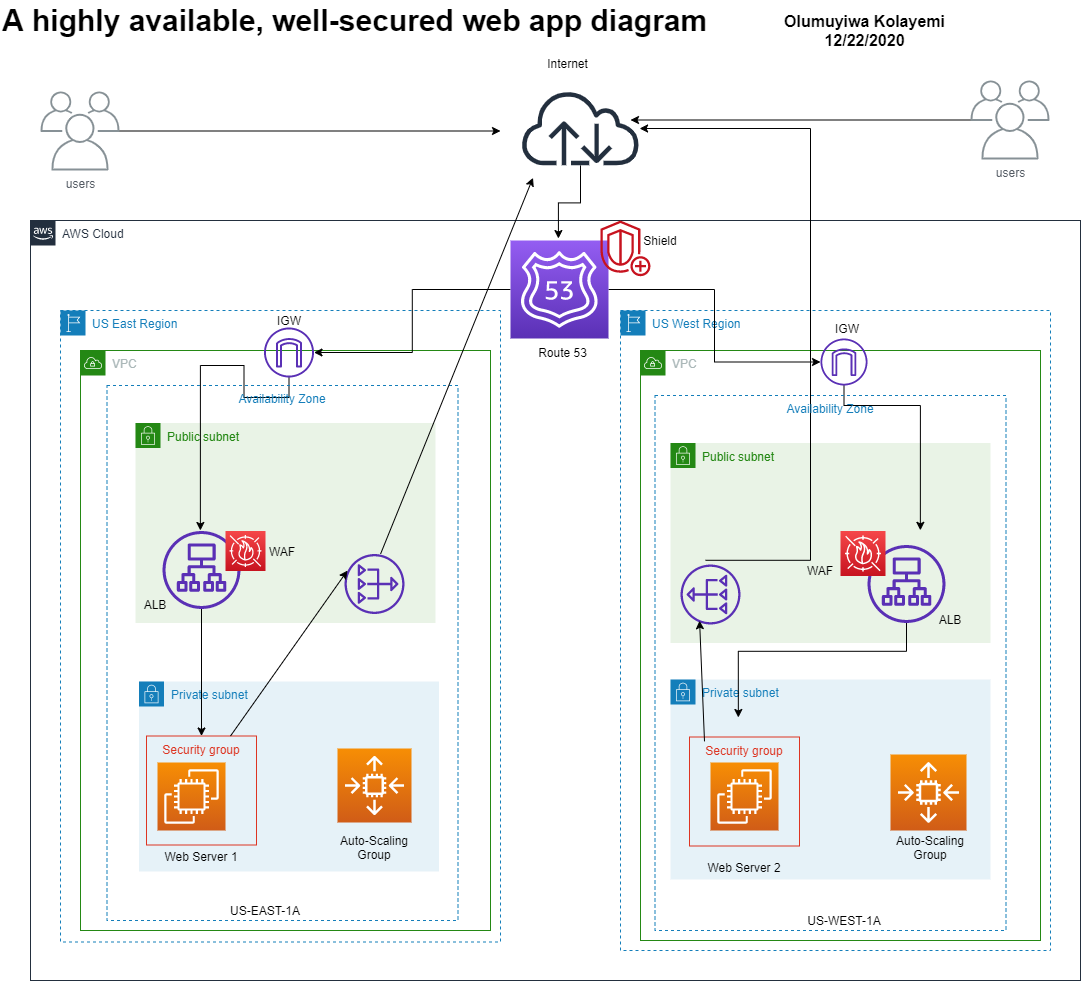 A highly available, well-secured web app diagram
Olumuyiwa Kolayemi
12/22/2020
Internet
users
users
aws
AWS Cloud
Shield
53
Route 53
US East Region
IGW
VPC
Availability Zone
Public subnet
WAF
ALB
Private subnet
Security group
Web Server 1
Auto-Scaling
Group
US-EAST-1A
US West Region
IGW
VPC
Availability Zone
Public subnet
WAF
ALB
Private subnet
Security group
Web Server 2
Auto-Scaling
Group
US-WEST-1A